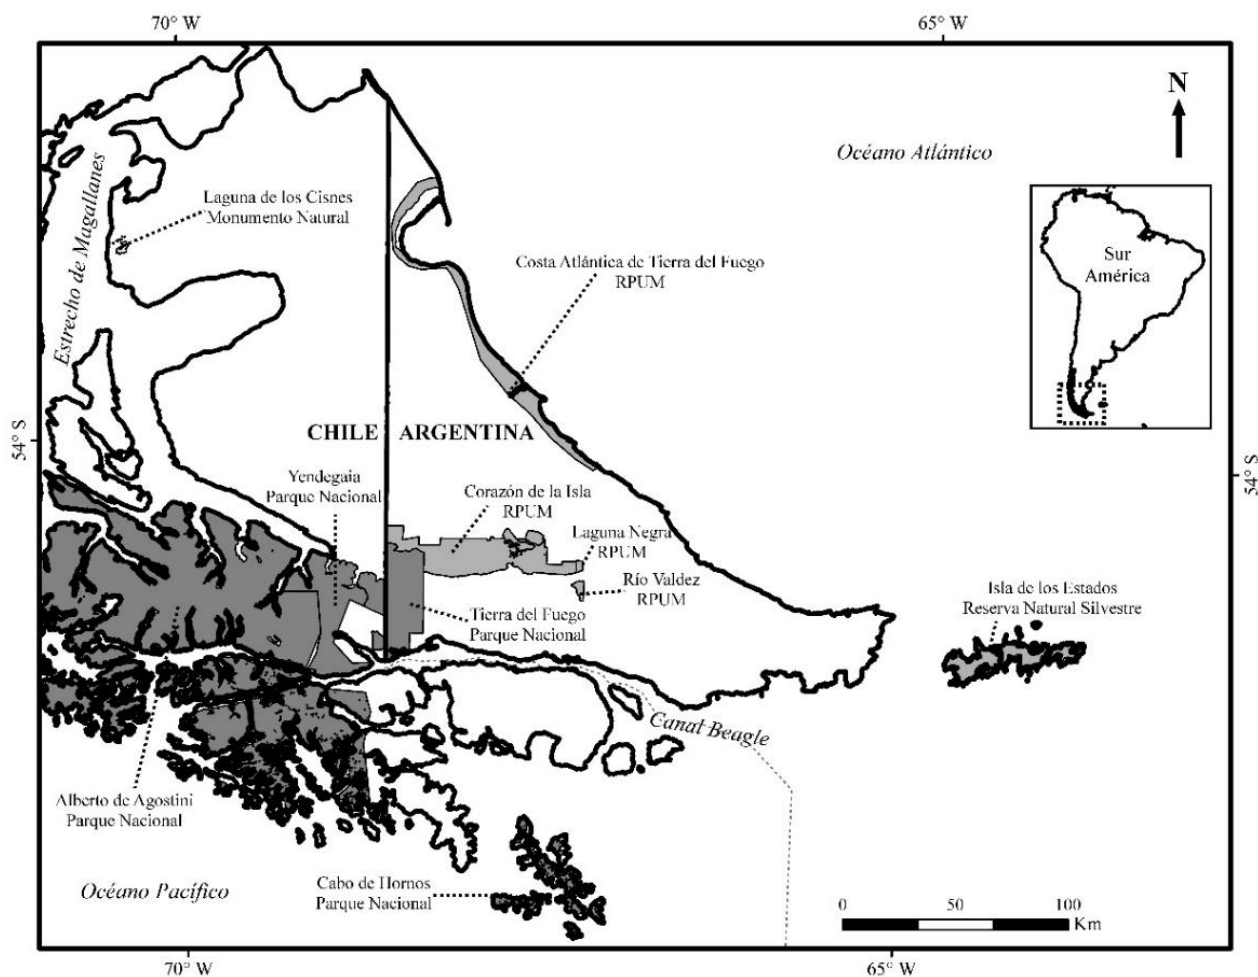 70° W
65° W
N
Océano Atlántico
Estrecho de Magallanes
Laguna de los Cisnes
Monumento Natural
Sur
América
Costa Atlántica de Tierra del Fuego
RPUM
54° S
CHILE
ARGENTINA
54° S
Yendegaia
Parque Nacional
Corazón de la Isla
RPUM
Laguna Negra
RPUM
Río Valdez
RPUM
Isla de los Estados
Reserva Natural Silvestre
Tierra del Fuego
Parque Nacional
Canal Beagle
Alberto de Agostini
Parque Nacional
Océano Pacífico
Cabo de Hornos
Parque Nacional
0 50 100
Km
70° W
65° W